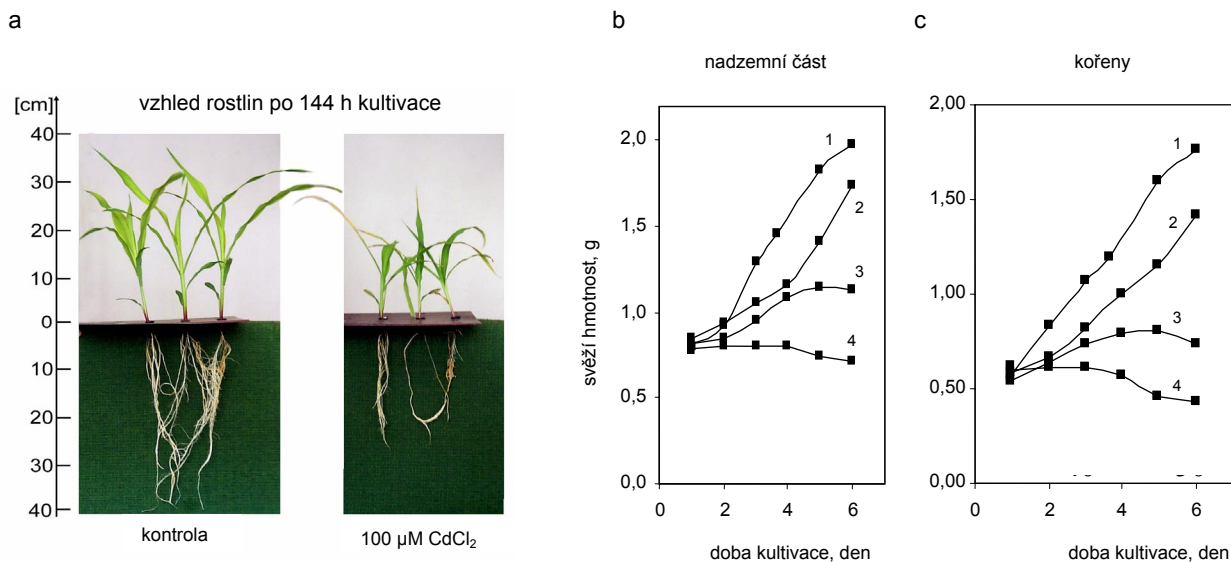 a
vzhled rostlin po 144 h kultivace
[cm]
40
30
20
10
0
10
20
30
40
kontrola
100 µM CdCl₂
b
nadzemní část
svěží hmotnost, g
2,0
1,5
1,0
0,5
0,0
1
2
3
4
0 2 4 6
doba kultivace, den
c
kořeny
2,00
1,50
1,00
0,50
0,00
1
2
3
4
0 2 4 6
doba kultivace, den